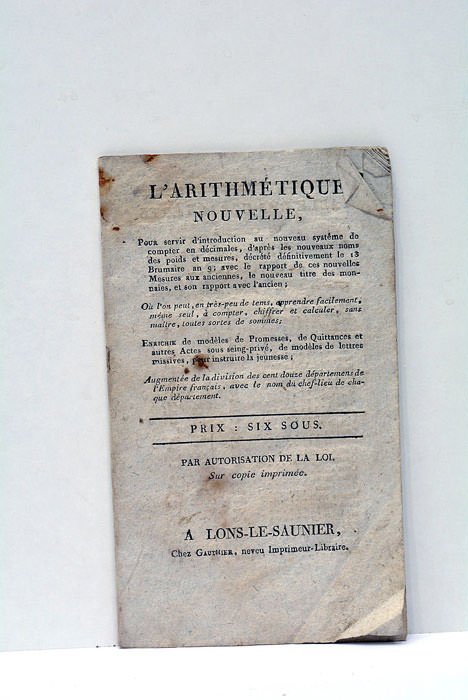 L'ARITHMÉTIQUE
NOUVELLE,
Pour servir d'introduction au nouveau système de
compter en décimales, d'après les nouveaux noms
des poids et mesures, décrété définitivement le 13
Brumaire an 9; avec le rapport de ces nouvelles
Mesures aux anciennes, le nouveau titre des mon-
naies, et son rapport avec l'ancien;
Où l'on peut, en très-peu de tems, apprendre facilement,
même seul, à compter, chiffrer et calculer, sans
maître, toutes sortes de sommes;
Enrichie de modèles de Promesses, de Quittances et
autres Actes sous seing-privé, de modèles de lettres
missives, pour instruire la jeunesse;
Augmentée de la division des cent douze départemens de
l'Empire français, avec le nom du chef-lieu de cha-
que département.
PRIX : SIX SOUS.
PAR AUTORISATION DE LA LOI,
Sur copie imprimée.
A LONS-LE-SAUNIER,
Chez Gauthier, neveu Imprimeur-Libraire.